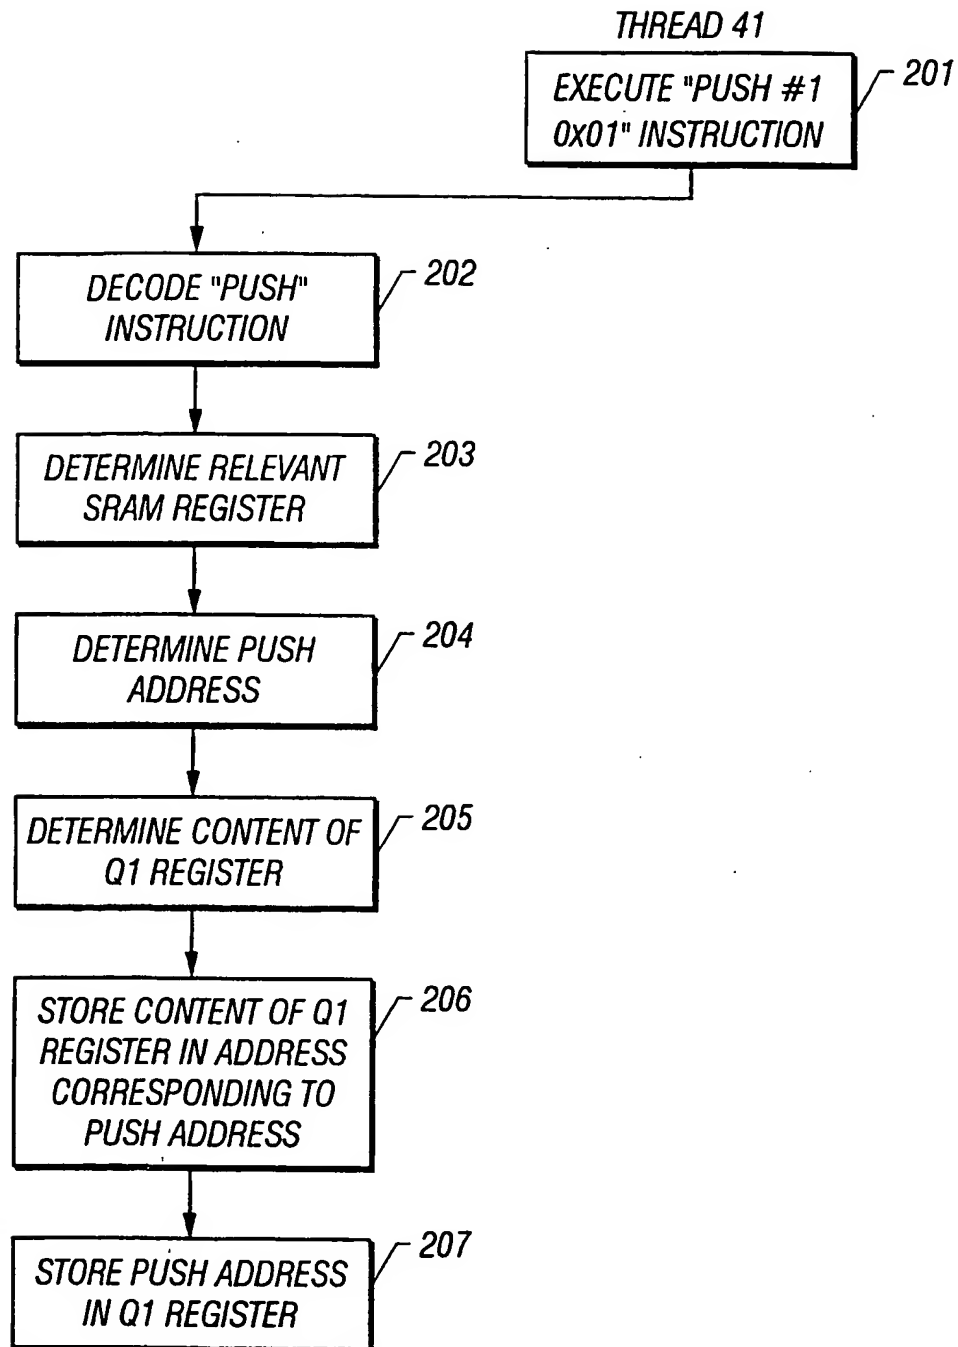 THREAD 41
EXECUTE "PUSH #1
0x01" INSTRUCTION
201
DECODE "PUSH"
INSTRUCTION
202
DETERMINE RELEVANT
SRAM REGISTER
203
DETERMINE PUSH
ADDRESS
204
DETERMINE CONTENT OF
Q1 REGISTER
205
STORE CONTENT OF Q1
REGISTER IN ADDRESS
CORRESPONDING TO
PUSH ADDRESS
206
STORE PUSH ADDRESS
IN Q1 REGISTER
207